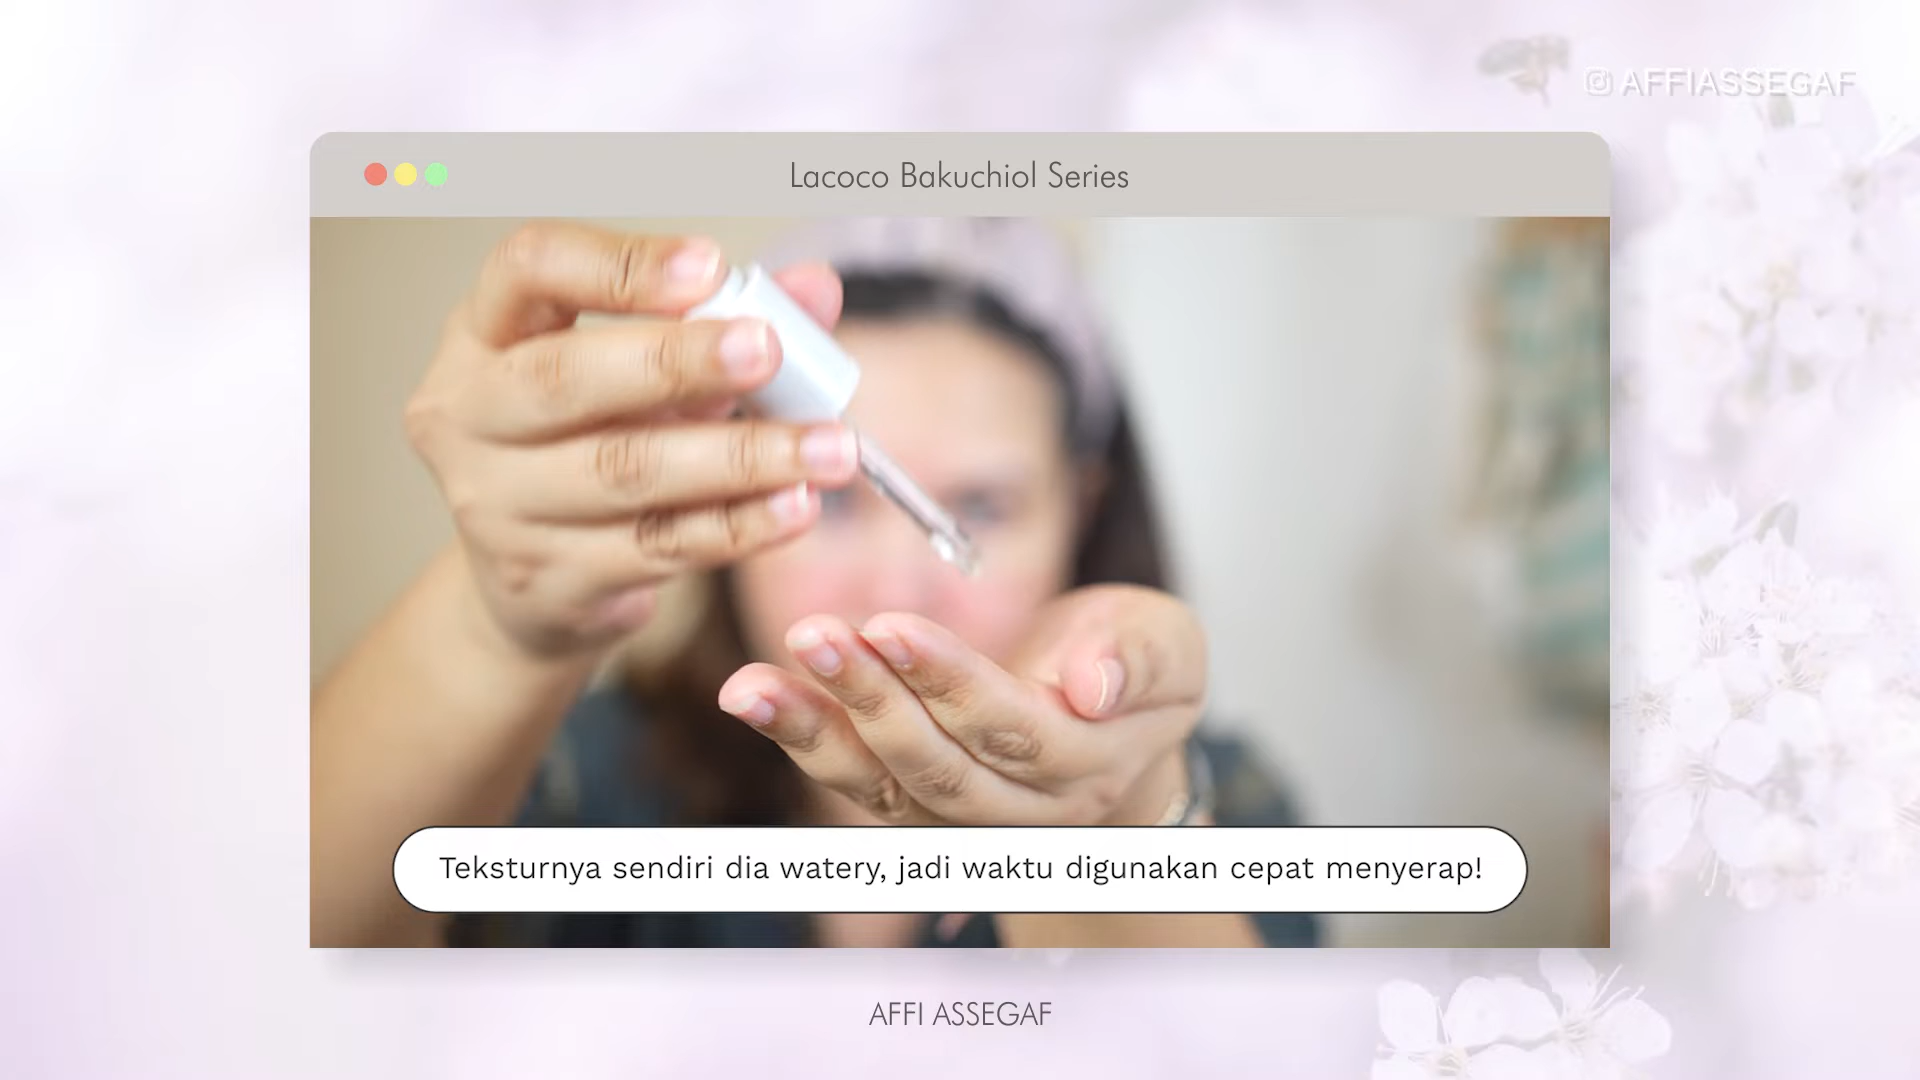 @AFFIASSEGAF
Lacoco Bakuchiol Series
Teksturnya sendiri dia watery, jadi waktu digunakan cepat menyerap!
AFFI ASSEGAF